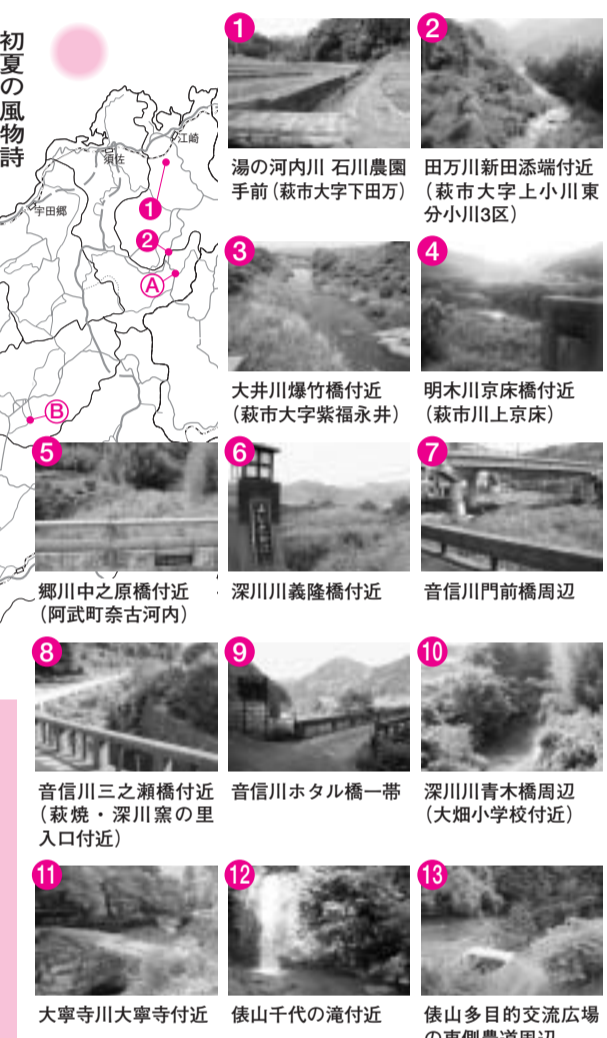 初夏の風物詩
江崎
須佐
宇田郷
1
2
A
B
1
湯の河内川 石川農園
手前（萩市大字下田万）
2
田万川新田添端付近
（萩市大字上小川東
分小川3区）
3
大井川爆竹橋付近
（萩市大字紫福永井）
4
明木川京床橋付近
（萩市川上京床）
5
郷川中之原橋付近
（阿武町奈古河内）
6
深川川義隆橋付近
7
音信川門前橋周辺
8
音信川三之瀬橋付近
（萩焼・深川窯の里
入口付近）
9
音信川ホタル橋一帯
10
深川川青木橋周辺
（大畑小学校付近）
11
大寧寺川大寧寺付近
12
俵山千代の滝付近
13
俵山多目的交流広場
の東側農道周辺